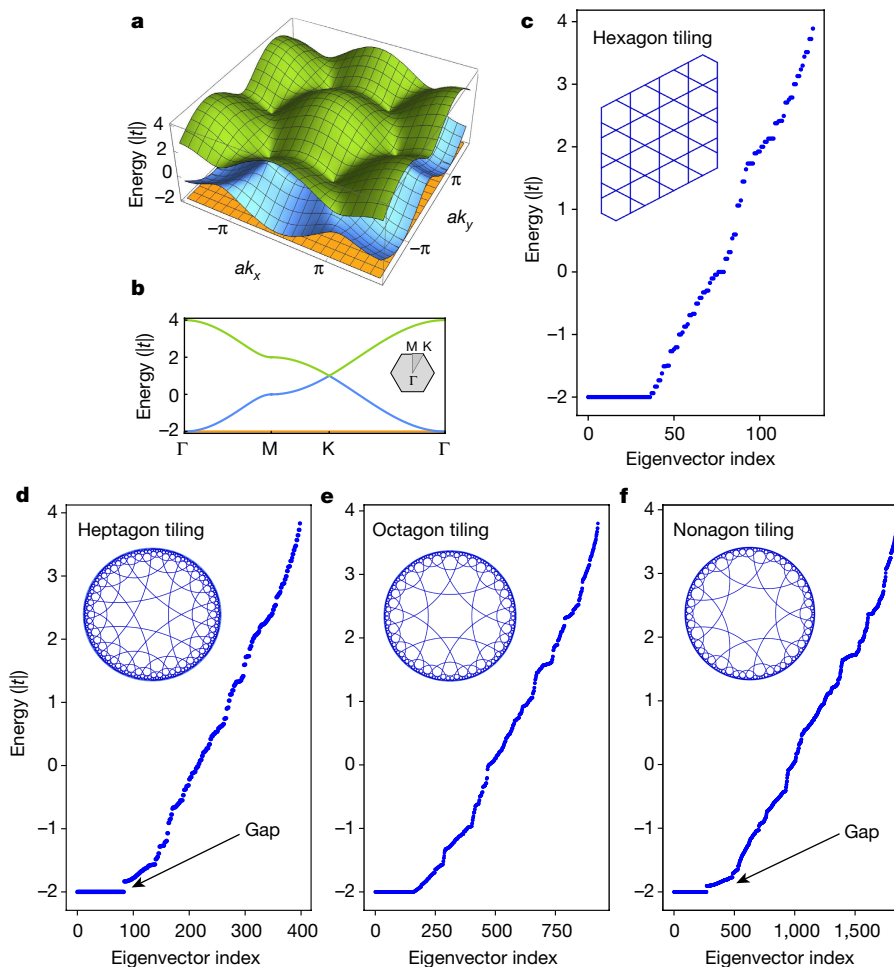 a
Energy (|t|)
4
2
0
−2
−π
π
ak_x
−π
π
ak_y
b
Energy (|t|)
4
2
0
−2
Γ M K Γ
M K
Γ
c
Hexagon tiling
Energy (|t|)
4
3
2
1
0
−1
−2
0 50 100
Eigenvector index
d
Heptagon tiling
Energy (|t|)
4
3
2
1
0
−1
−2
Gap
0 100 200 300 400
Eigenvector index
e
Octagon tiling
4
3
2
1
0
−1
−2
0 250 500 750
Eigenvector index
f
Nonagon tiling
4
3
2
1
0
−1
−2
Gap
0 500 1,000 1,500
Eigenvector index